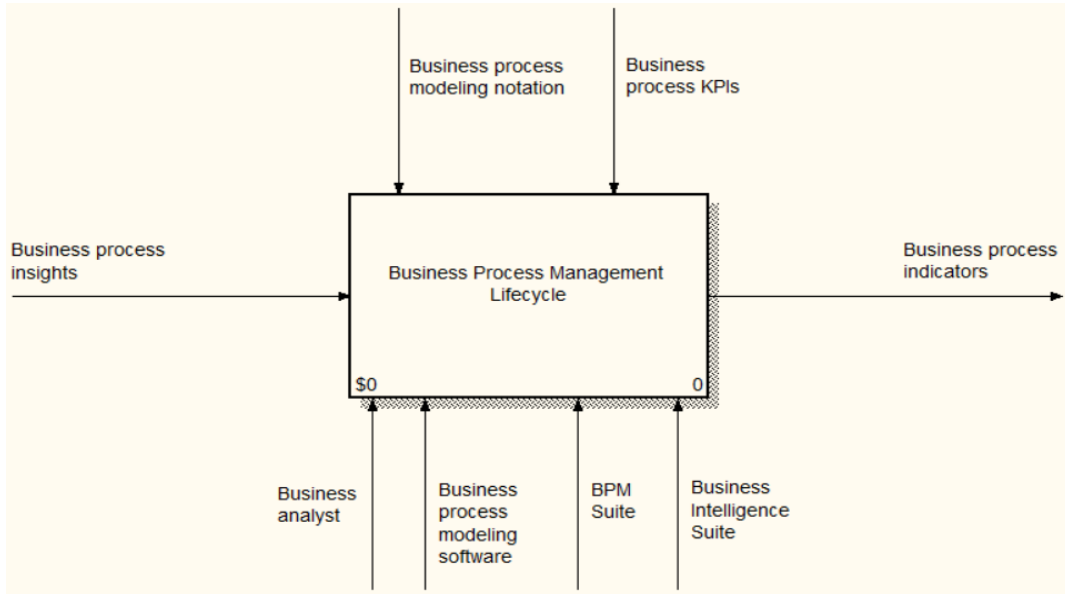 Business process
modeling notation
Business
process KPIs
Business process
insights
Business Process Management
Lifecycle
Business process
indicators
$0
0
Business
analyst
Business
process
modeling
software
BPM
Suite
Business
Intelligence
Suite